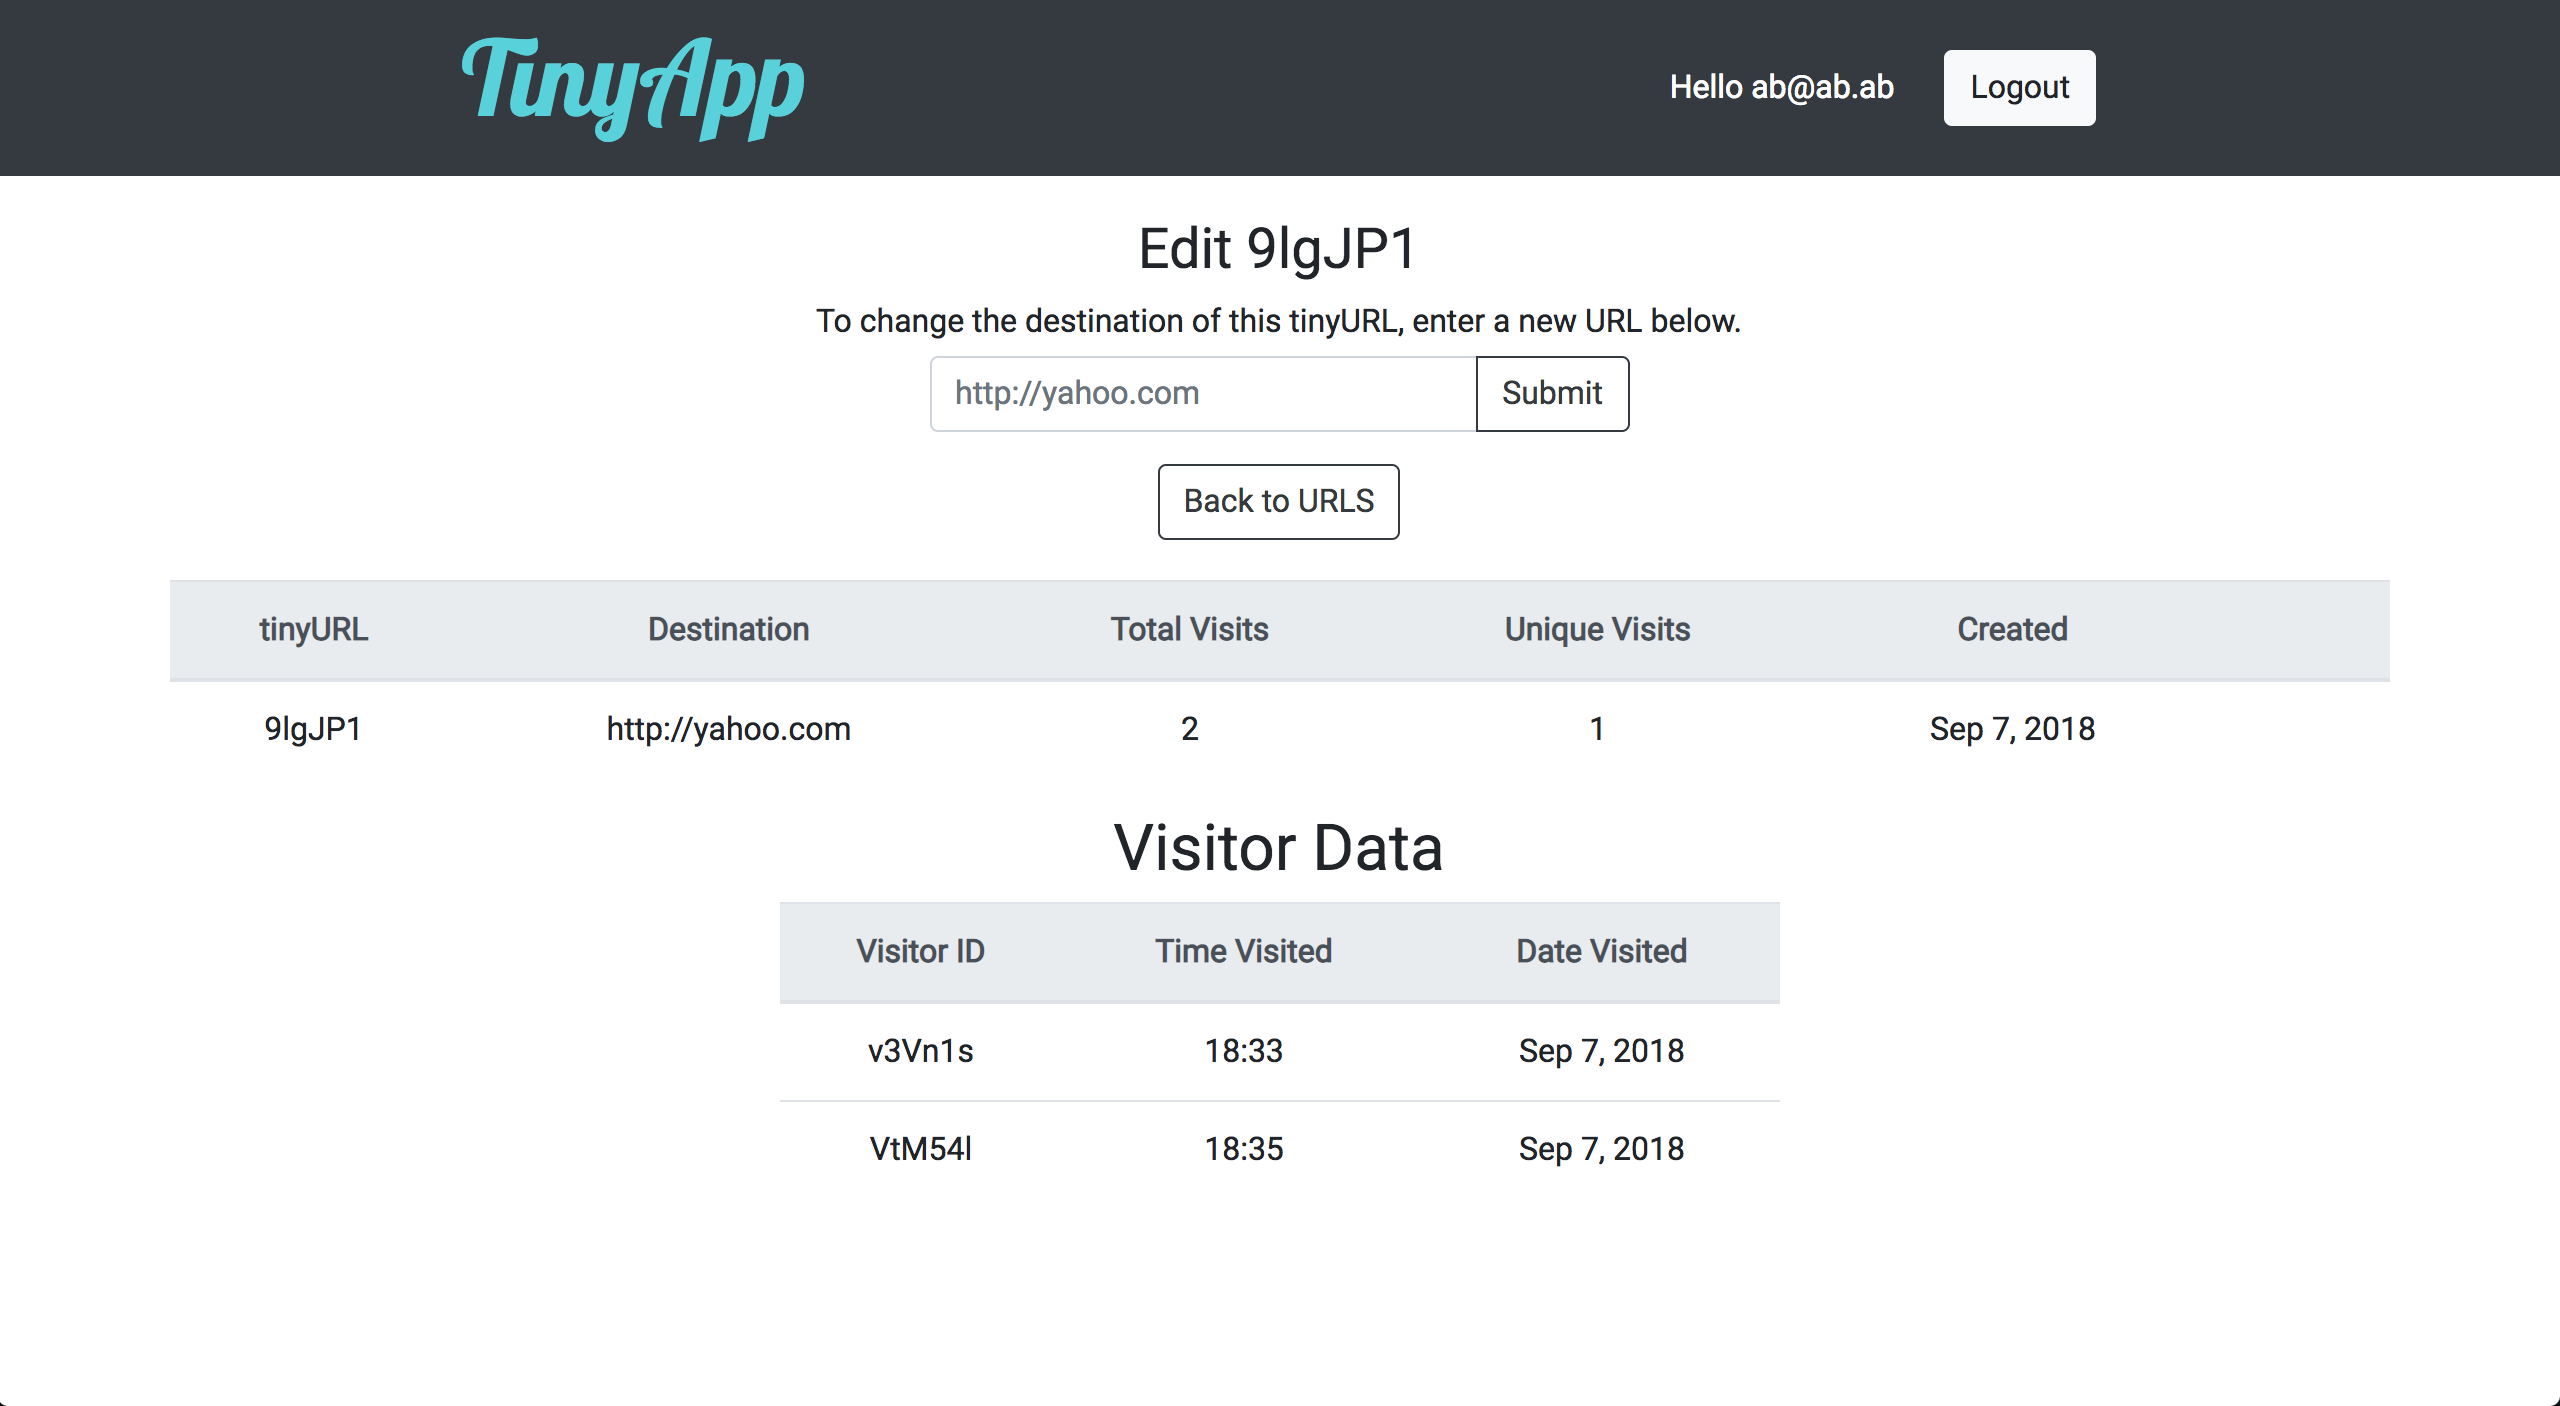 TinyApp
Hello ab@ab.ab Logout
Edit 9lgJP1
To change the destination of this tinyURL, enter a new URL below.
http://yahoo.com Submit
Back to URLS
tinyURL Destination Total Visits Unique Visits Created
9lgJP1 http://yahoo.com 2 1 Sep 7, 2018
Visitor Data
Visitor ID Time Visited Date Visited
v3Vn1s 18:33 Sep 7, 2018
VtM54l 18:35 Sep 7, 2018